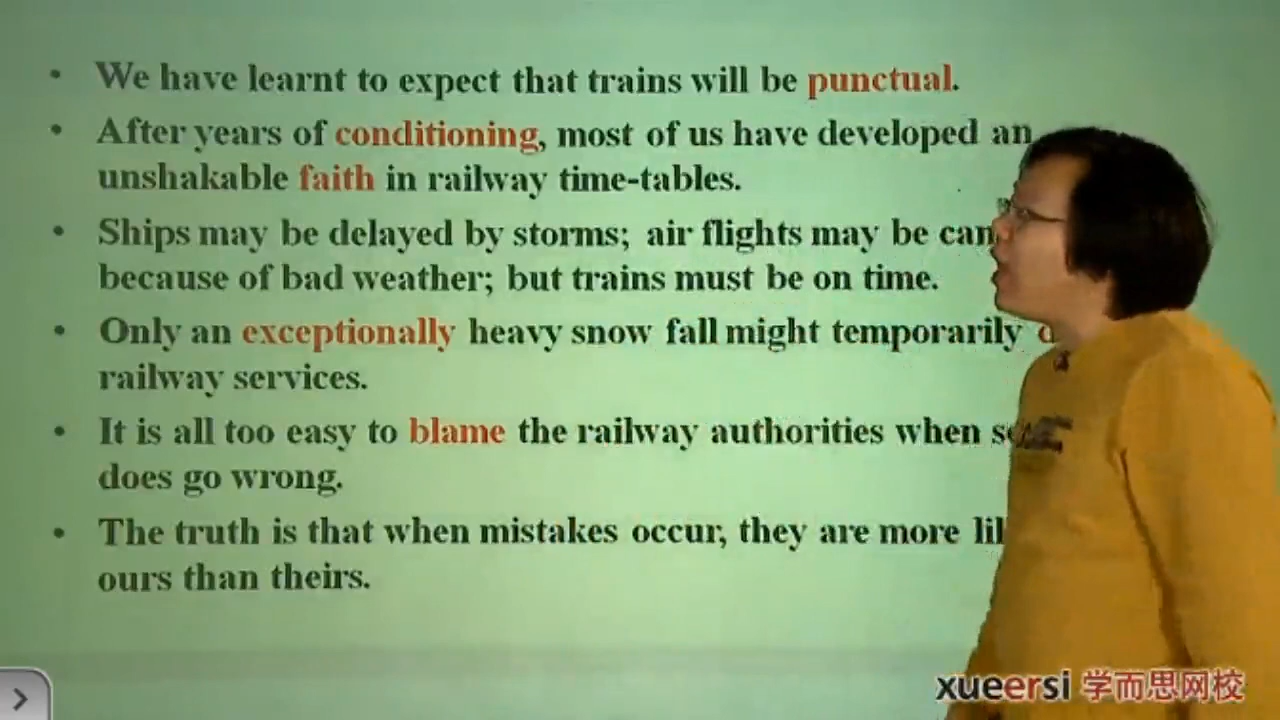 • We have learnt to expect that trains will be punctual.
• After years of conditioning, most of us have developed an
unshakable faith in railway time-tables.
• Ships may be delayed by storms; air flights may be
because of bad weather; but trains must be on time.
• Only an exceptionally heavy snow fall might temporarily
railway services.
• It is all too easy to blame the railway authorities when
does go wrong.
• The truth is that when mistakes occur, they are more
ours than theirs.
xueersi 学而思网校